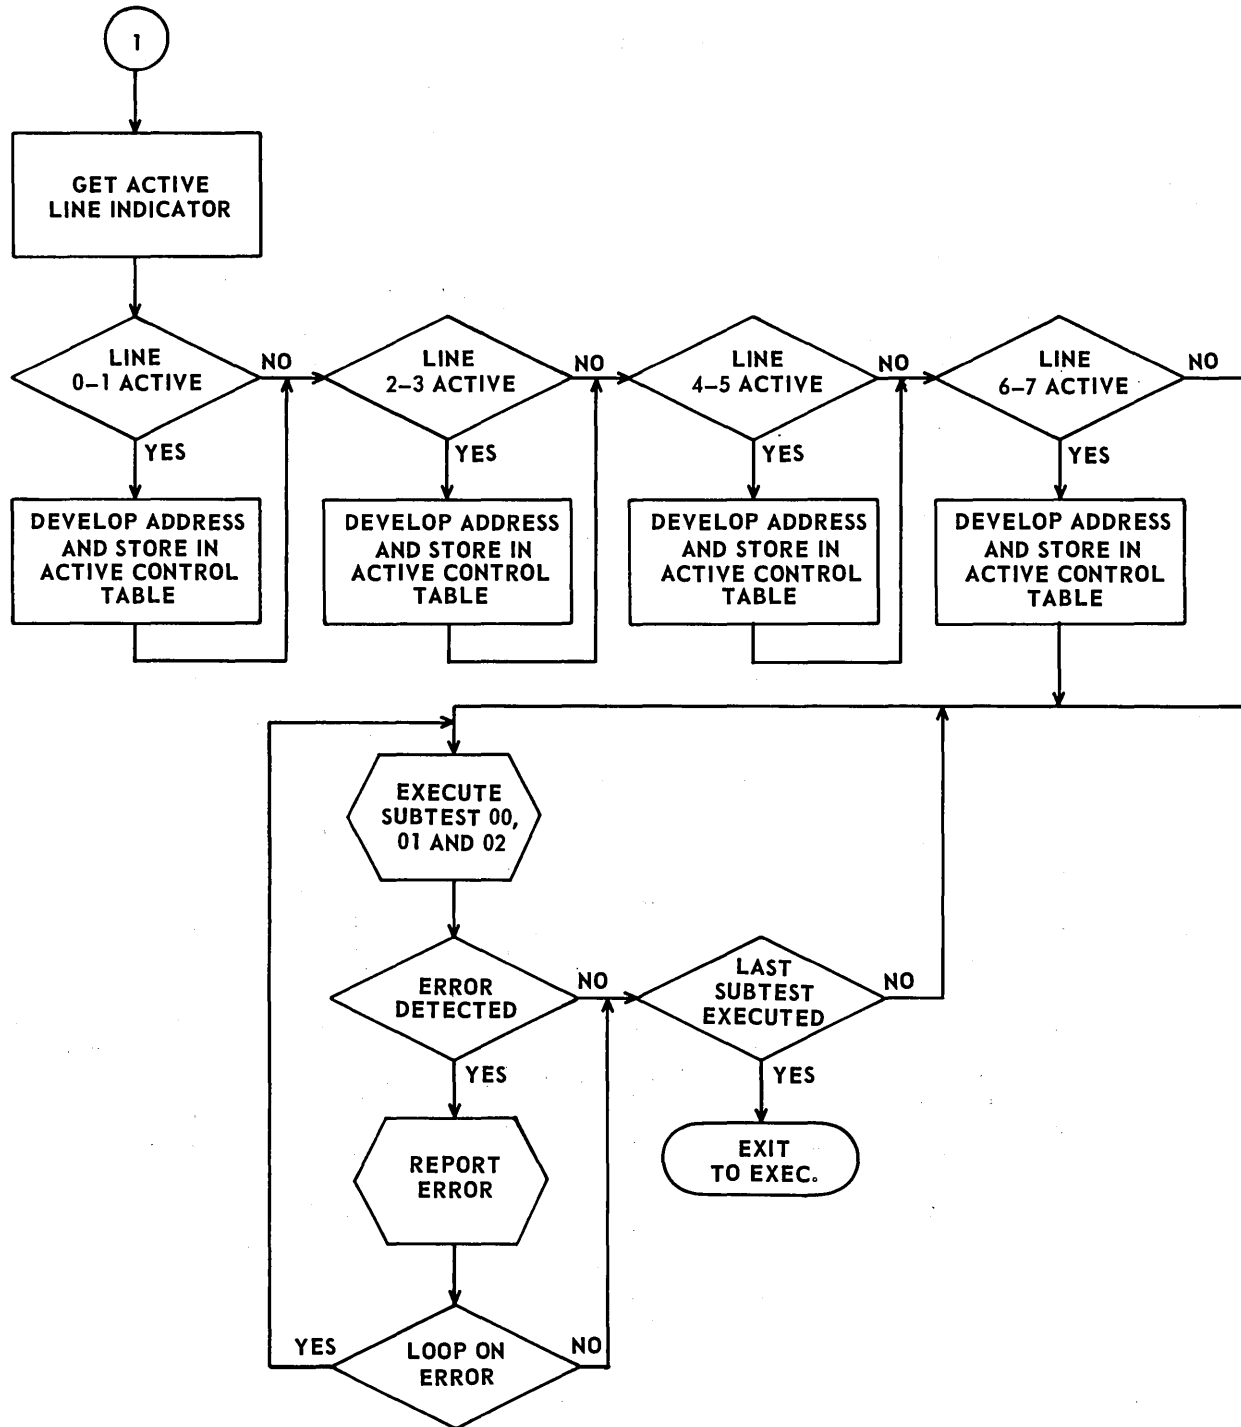 1
GET ACTIVE
LINE INDICATOR
LINE
0–1 ACTIVE
NO
YES
DEVELOP ADDRESS
AND STORE IN
ACTIVE CONTROL
TABLE
LINE
2–3 ACTIVE
NO
YES
DEVELOP ADDRESS
AND STORE IN
ACTIVE CONTROL
TABLE
LINE
4–5 ACTIVE
NO
YES
DEVELOP ADDRESS
AND STORE IN
ACTIVE CONTROL
TABLE
LINE
6–7 ACTIVE
NO
YES
DEVELOP ADDRESS
AND STORE IN
ACTIVE CONTROL
TABLE
EXECUTE
SUBTEST 00,
01 AND 02
ERROR
DETECTED
NO
YES
LAST
SUBTEST
EXECUTED
NO
YES
EXIT
TO EXEC.
REPORT
ERROR
LOOP ON
ERROR
YES
NO